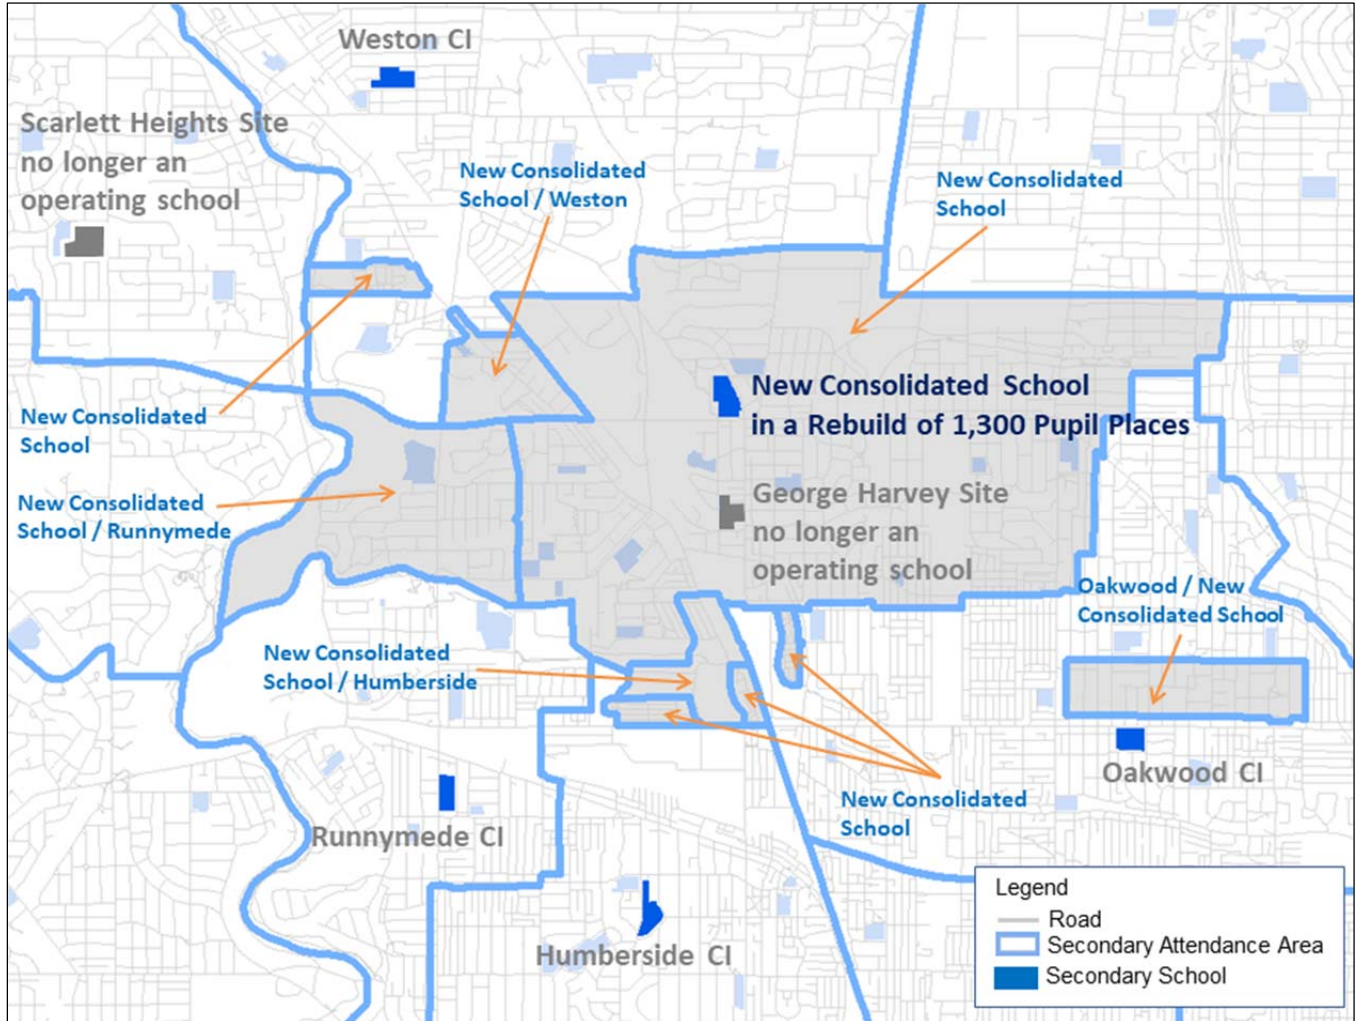 Weston CI
Scarlett Heights Site
no longer an
operating school
New Consolidated
School / Weston
New Consolidated
School
New Consolidated School
in a Rebuild of 1,300 Pupil Places
New Consolidated
School
New Consolidated
School / Runnymede
George Harvey Site
no longer an
operating school
Oakwood / New
Consolidated School
New Consolidated
School / Humberside
Oakwood CI
New Consolidated
School
Runnymede CI
Humberside CI
Legend
Road
Secondary Attendance Area
Secondary School